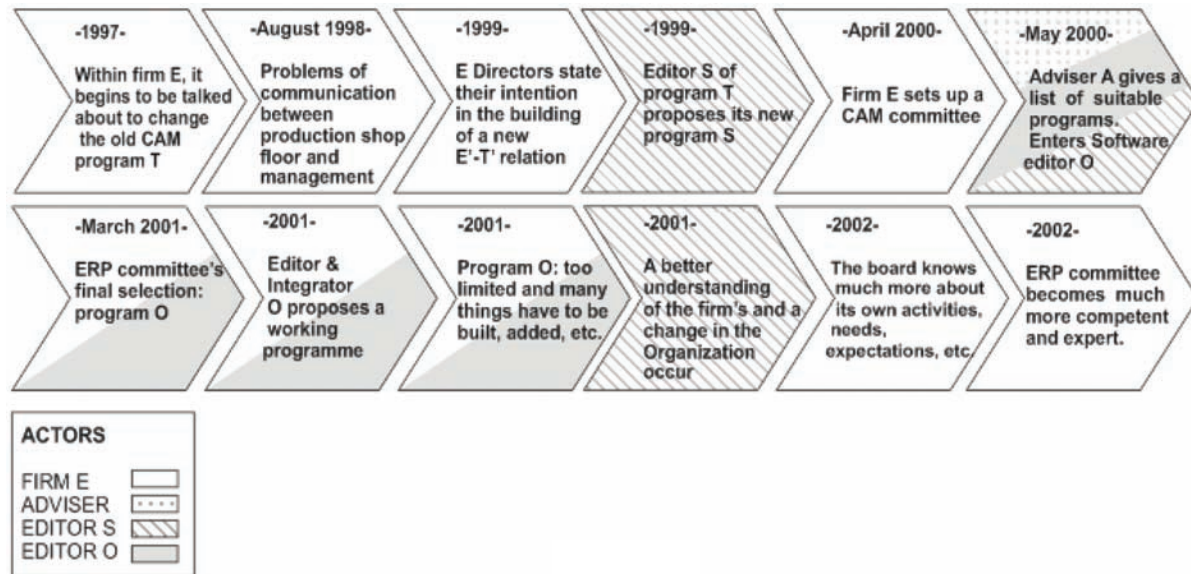 -1997-
Within firm E, it
begins to be talked
about to change
the old CAM
program T
-August 1998-
Problems of
communication
between
production shop
floor and
management
-1999-
E Directors state
their intention
in the building
of a new
E'-T' relation
-1999-
Editor S of
program T
proposes its new
program S
-April 2000-
Firm E sets up a
CAM committee
-May 2000-
Adviser A gives a
list of suitable
programs.
Enters Software
editor O
-March 2001-
ERP committee's
final selection:
program O
-2001-
Editor &
Integrator
O proposes a
working
programme
-2001-
Program O: too
limited and many
things have to be
built, added, etc.
-2001-
A better
understanding
of the firm's and a
change in the
Organization
occur
-2002-
The board knows
much more about
its own activities,
needs,
expectations, etc.
-2002-
ERP committee
becomes much
more competent
and expert.
ACTORS
FIRM E
ADVISER
EDITOR S
EDITOR O